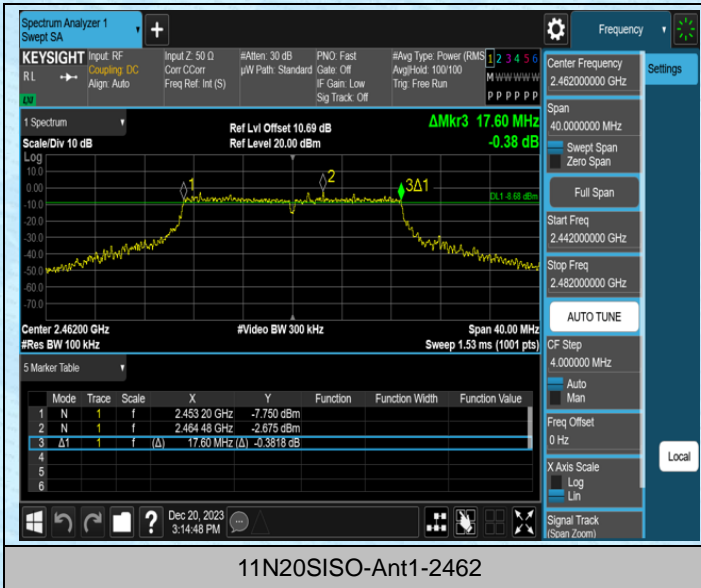 Spectrum Analyzer 1
Swept SA
KEYSIGHT
RL
LXI
Input: RF
Coupling: DC
Align: Auto
Input Z: 50 Ω
Corr CCorr
Freq Ref: Int (S)
#Atten: 30 dB
µW Path: Standard
PNO: Fast
Gate: Off
IF Gain: Low
Sig Track: Off
#Avg Type: Power (RMS
Avg|Hold: 100/100
Trig: Free Run
1 2 3 4 5 6
M W W W W W
P P P P P P
1 Spectrum
Scale/Div 10 dB
Ref Lvl Offset 10.69 dB
Ref Level 20.00 dBm
ΔMkr3 17.60 MHz
-0.38 dB
Log
10.0
0.00
-10.0
-20.0
-30.0
-40.0
-50.0
-60.0
-70.0
1
2
3Δ1
DL1 -8.68 dBm
Center 2.46200 GHz
#Res BW 100 kHz
#Video BW 300 kHz
Span 40.00 MHz
Sweep 1.53 ms (1001 pts)
5 Marker Table
Mode Trace Scale X Y Function Function Width Function Value
1 N 1 f 2.453 20 GHz -7.750 dBm
2 N 1 f 2.464 48 GHz -2.675 dBm
3 Δ1 1 f (Δ) 17.60 MHz (Δ) -0.3818 dB
4
5
6
Dec 20, 2023
3:14:48 PM
Frequency
Settings
Center Frequency
2.462000000 GHz
Span
40.0000000 MHz
Swept Span
Zero Span
Full Span
Start Freq
2.442000000 GHz
Stop Freq
2.482000000 GHz
AUTO TUNE
CF Step
4.000000 MHz
Auto
Man
Freq Offset
0 Hz
X Axis Scale
Log
Lin
Signal Track
(Span Zoom)
Local
11N20SISO-Ant1-2462